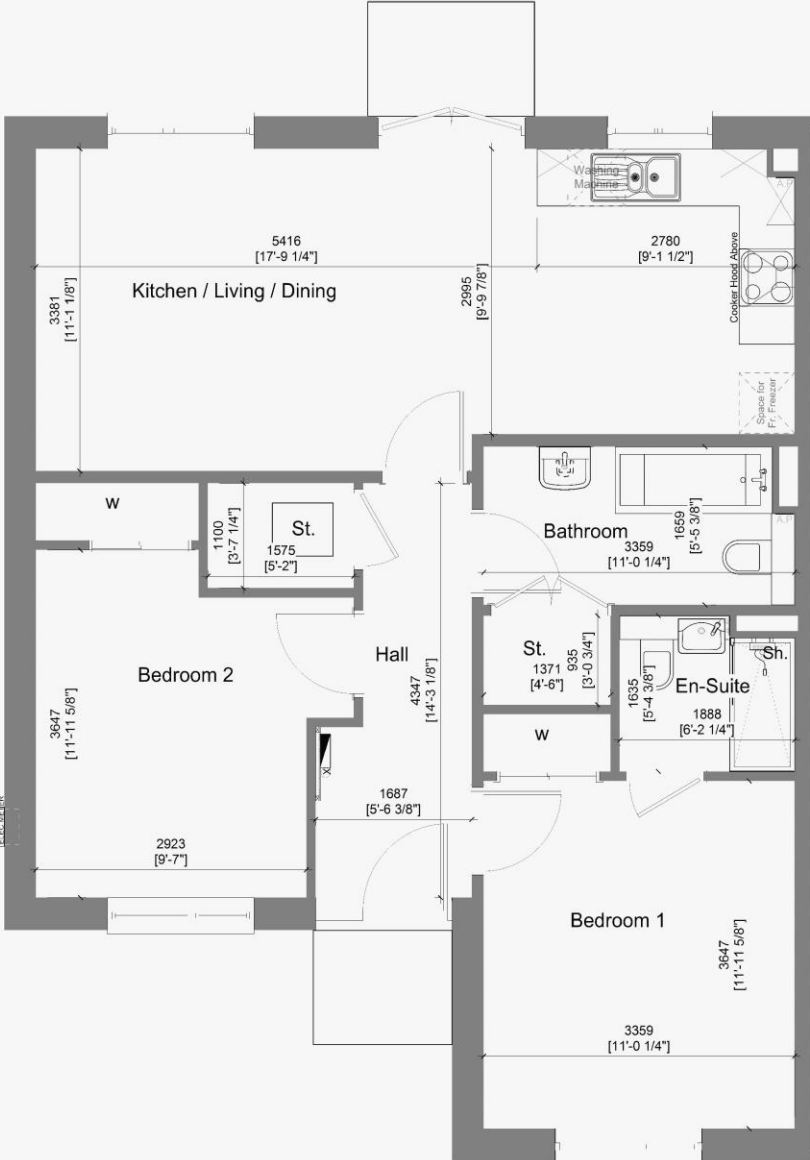 Washing
Machine
A.P
5416
[17'-9 1/4"]
2780
[9'-1 1/2"]
Kitchen / Living / Dining
3381
[11'-1 1/8"]
2995
[9'-9 7/8"]
Cooker Hood Above
Space for
Fr. Freezer
W
1100
[3'-7 1/4"]
St.
1575
[5'-2"]
Bathroom
1659
[5'-5 3/8"]
3359
[11'-0 1/4"]
A.P
Bedroom 2
Hall
4347
[14'-3 1/8"]
St.
935
[3'-0 3/4"]
1371
[4'-6"]
1635
[5'-4 3/8"]
En-Suite
Sh.
1888
[6'-2 1/4"]
3647
[11'-11 5/8"]
W
X
X
1687
[5'-6 3/8"]
ELEC METER
2923
[9'-7"]
Bedroom 1
3647
[11'-11 5/8"]
3359
[11'-0 1/4"]